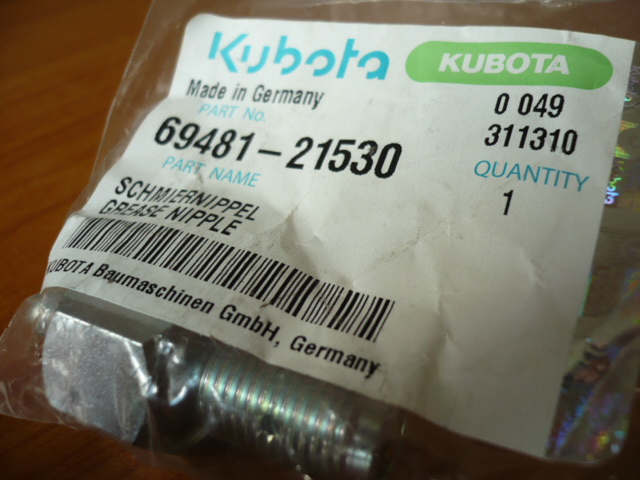 Kubota KUBOTA
Made in Germany 0 049
PART No. 311310
69481-21530 QUANTITY
PART NAME 1
SCHMIERNIPPEL
GREASE NIPPLE
KUBOTA Baumaschinen GmbH, Germany